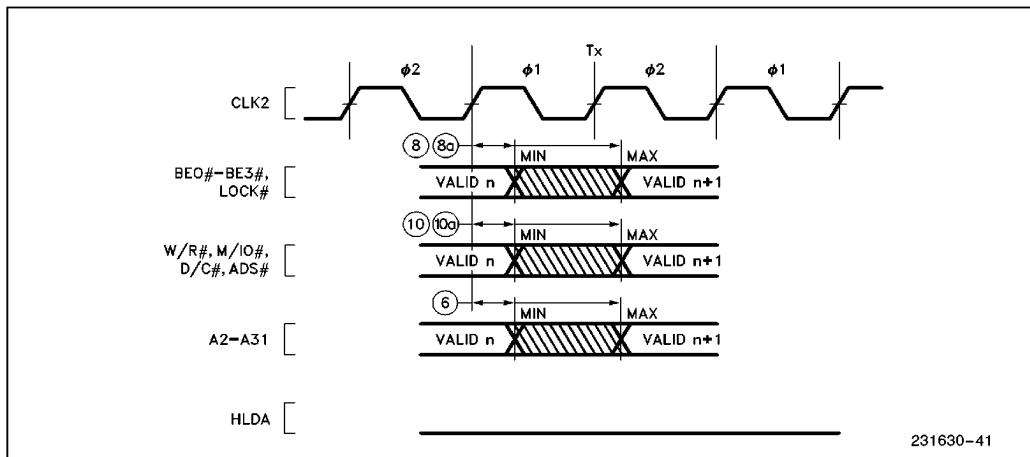 Tx
ϕ2 ϕ1 ϕ2 ϕ1
CLK2
8 8a MIN MAX
BE0#-BE3#,
LOCK#
VALID n VALID n+1
10 10a MIN MAX
W/R#, M/IO#,
D/C#, ADS#
VALID n VALID n+1
6 MIN MAX
A2-A31 VALID n VALID n+1
HLDA
231630-41